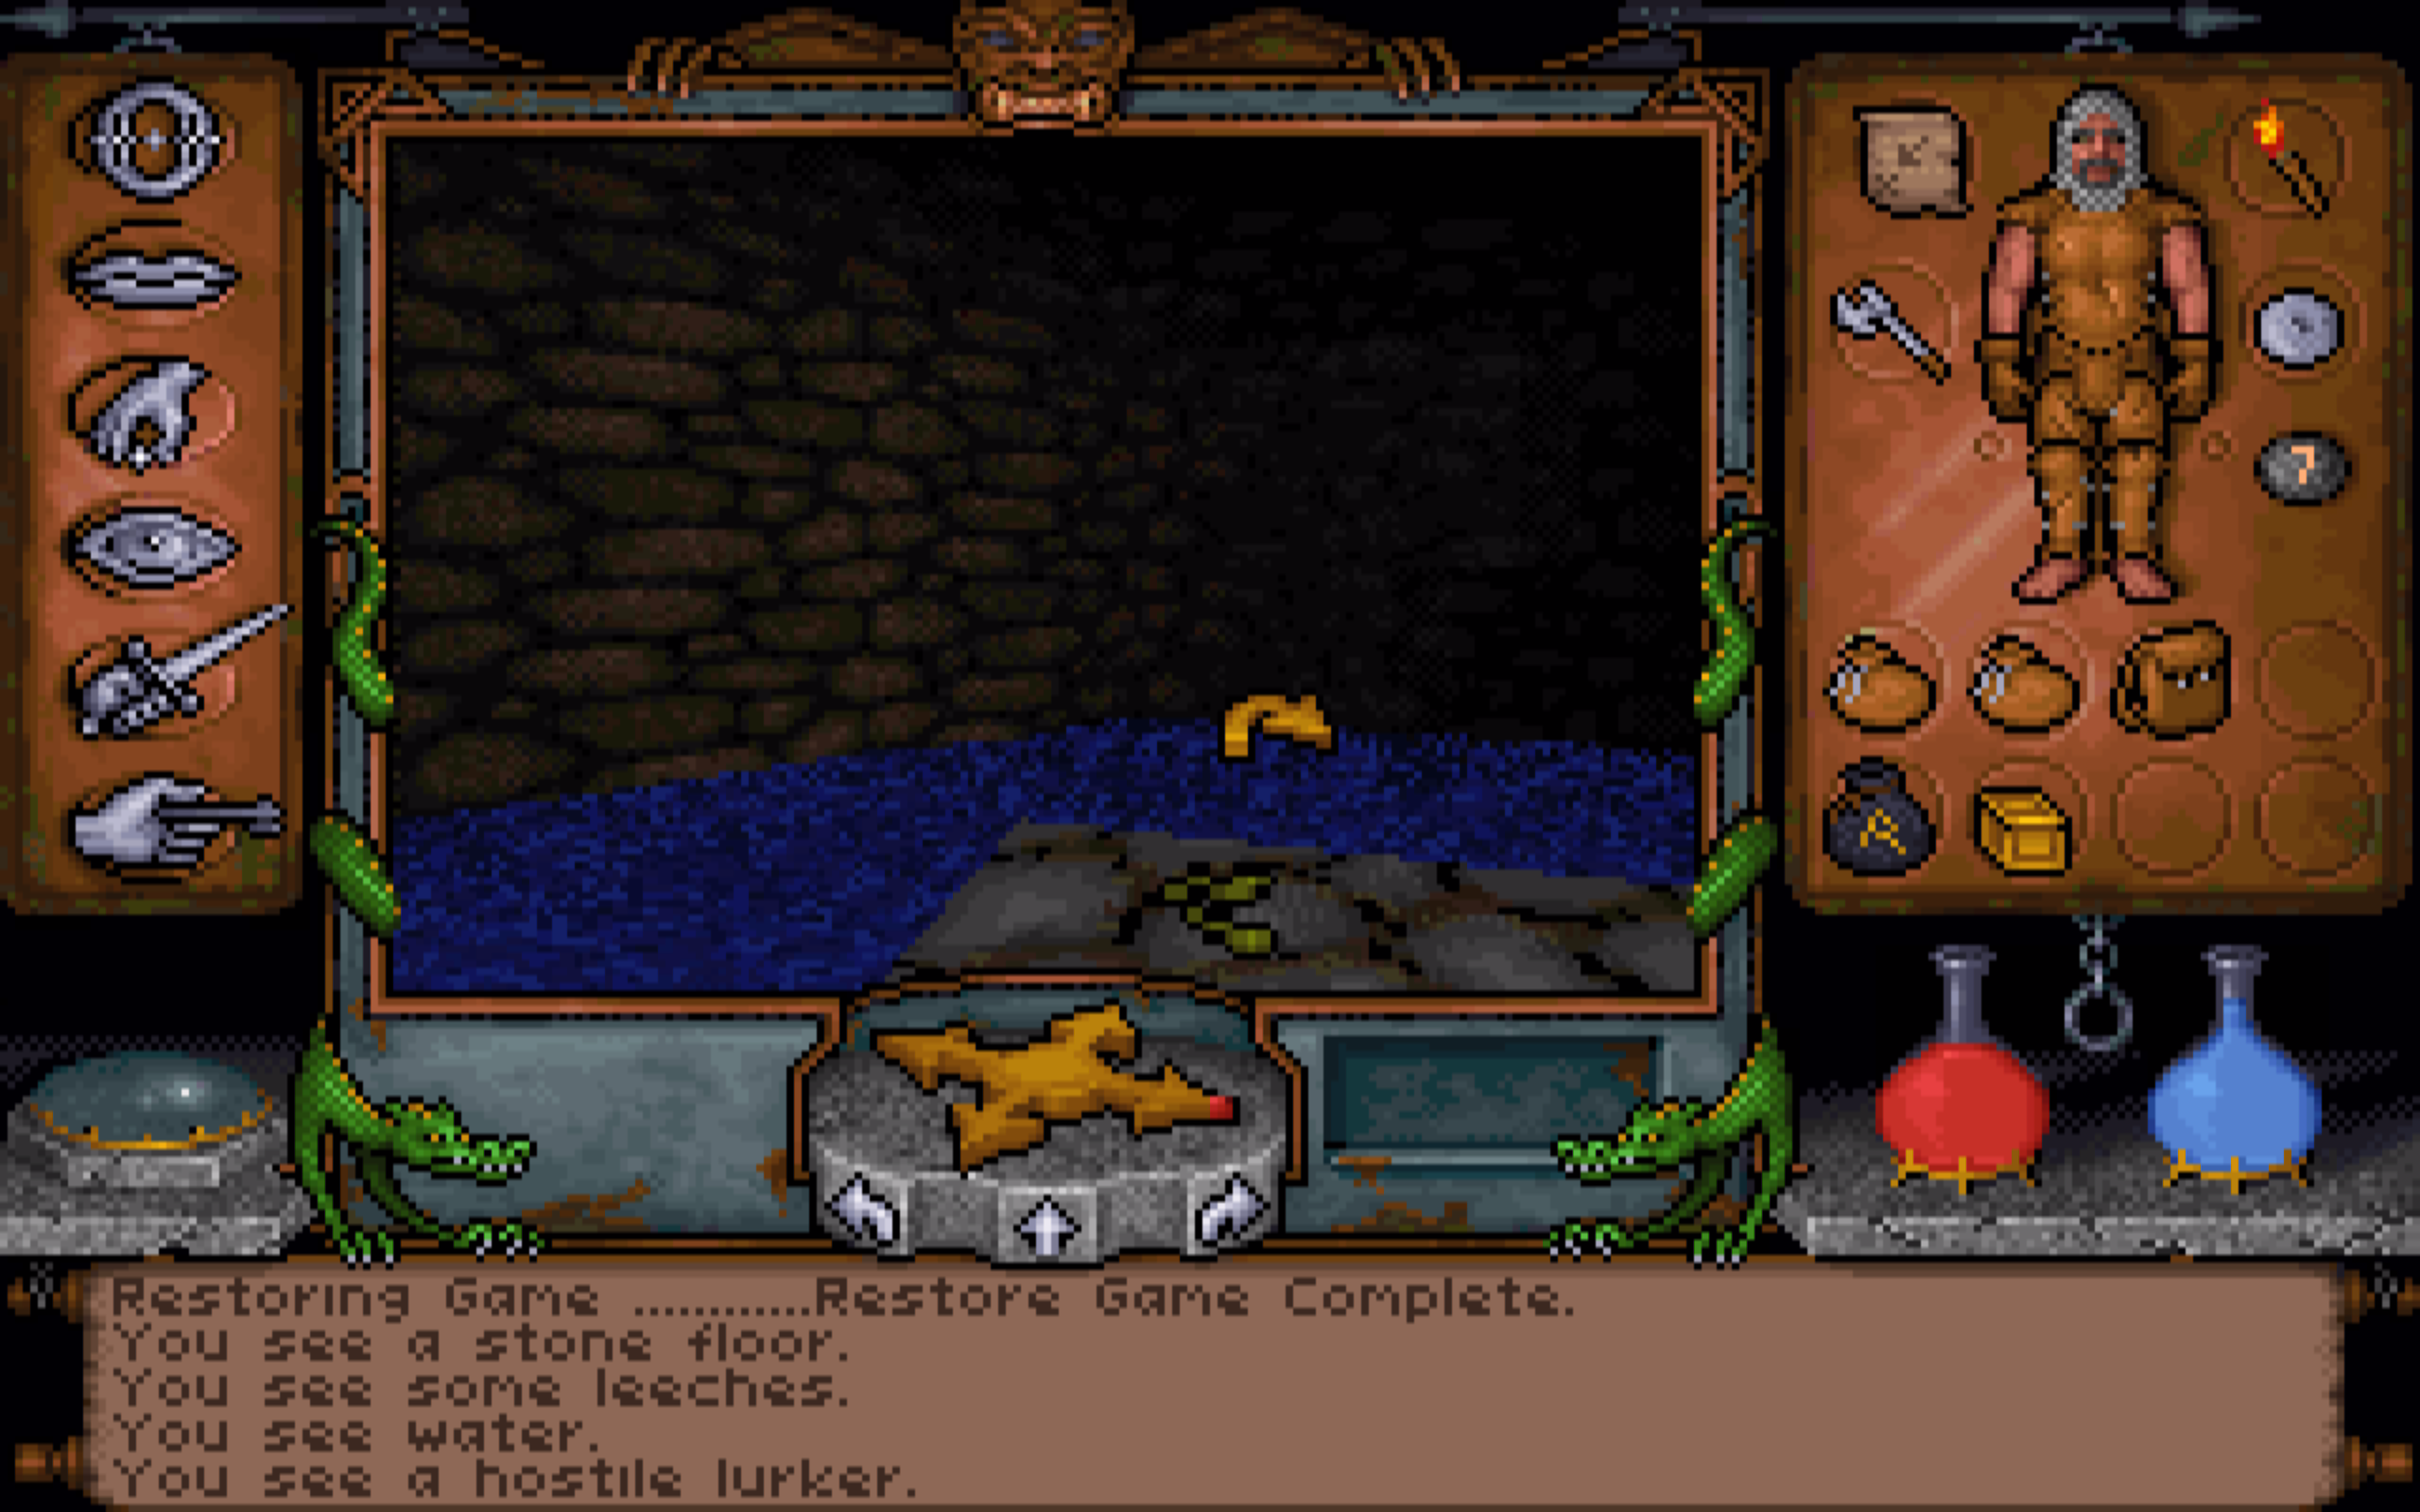 Restoring Game ............Restore Game Complete.
You see a stone floor.
You see some leeches.
You see water.
You see a hostile lurker.